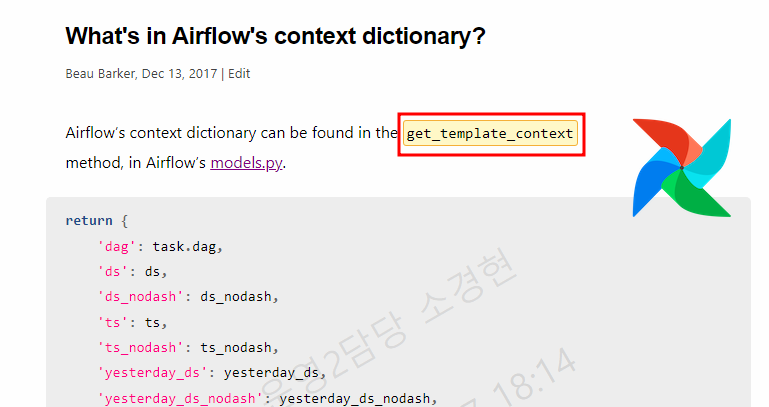 What's in Airflow's context dictionary?
Beau Barker, Dec 13, 2017 | Edit
Airflow's context dictionary can be found in the get_template_context
method, in Airflow's models.py.
return {
'dag': task.dag,
'ds': ds,
'ds_nodash': ds_nodash,
'ts': ts,
'ts_nodash': ts_nodash,
'yesterday_ds': yesterday_ds,
'yesterday_ds_nodash': yesterday_ds_nodash,
운영2담당 소경현
18:14